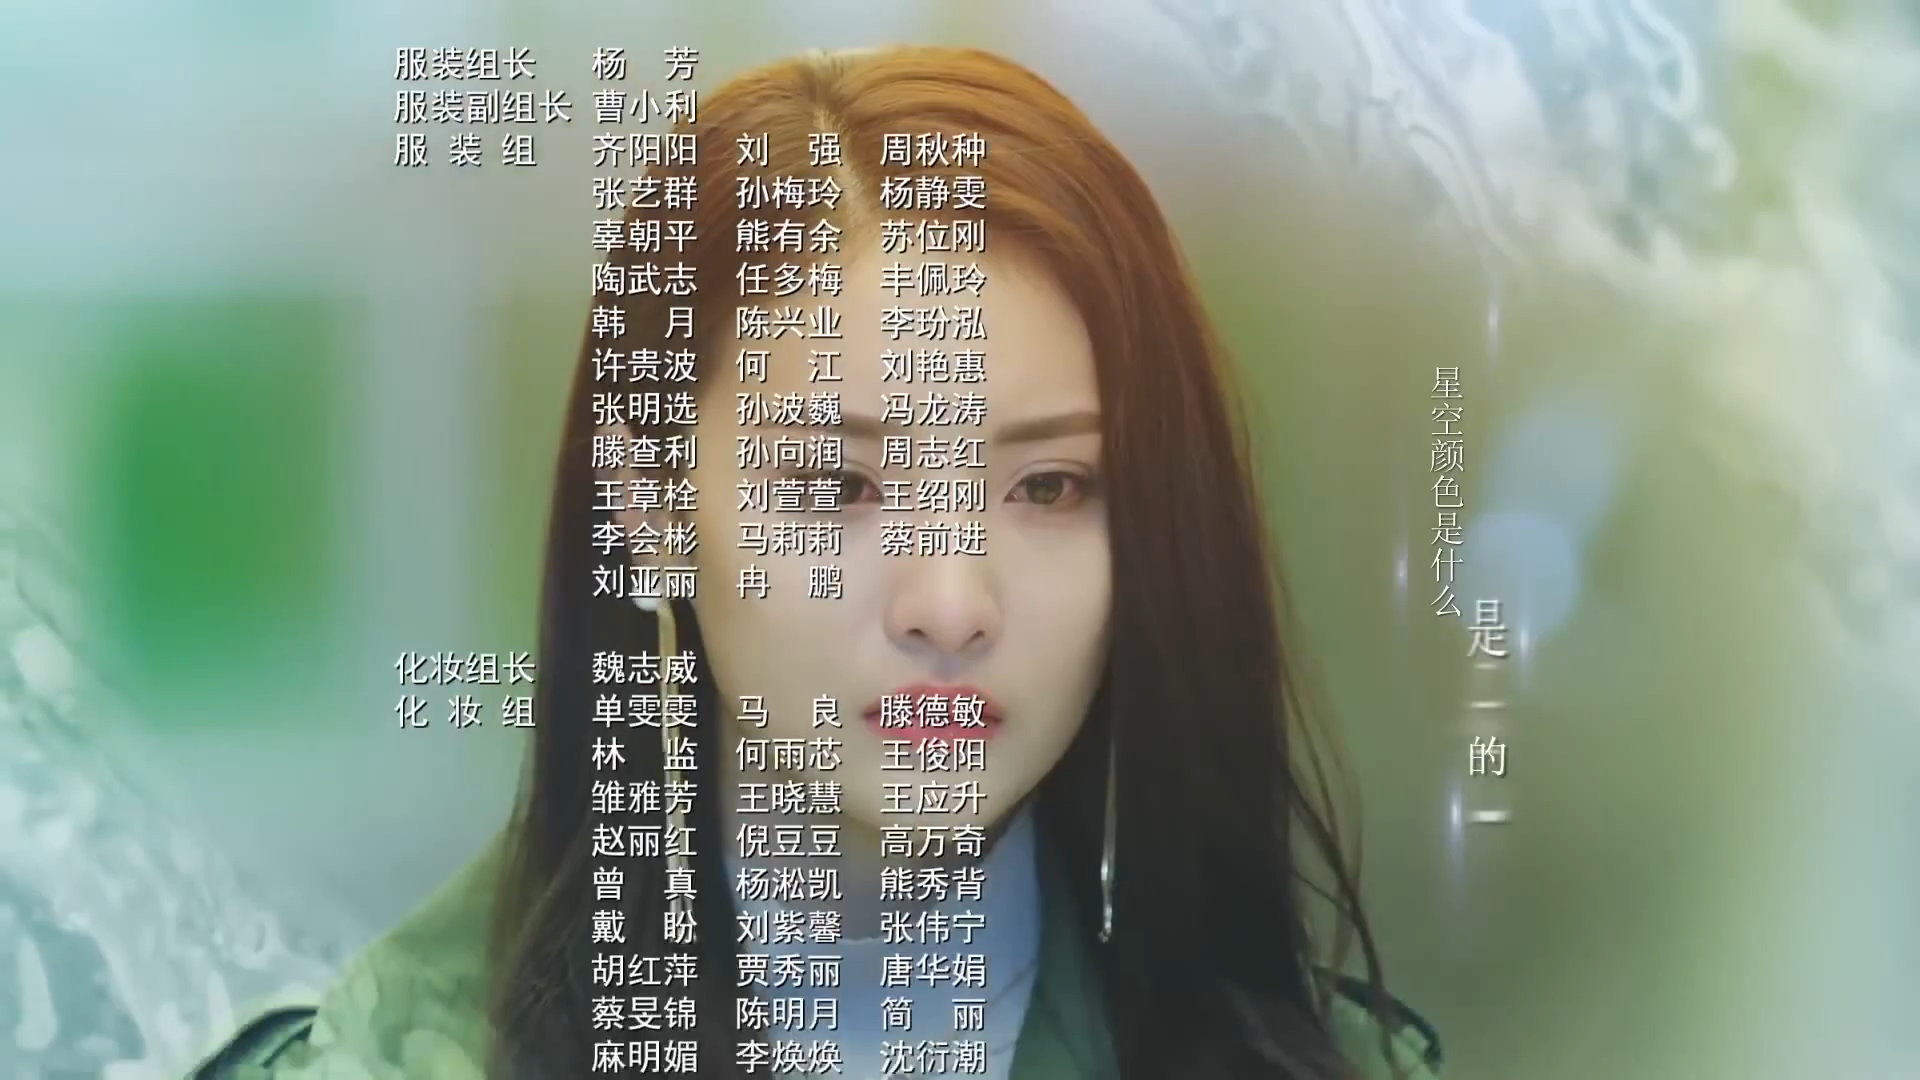 服装组长 杨 芳
服装副组长 曹小利
服 装 组 齐阳阳 刘 强 周秋种
张艺群 孙梅玲 杨静雯
辜朝平 熊有余 苏位刚
陶武志 任多梅 丰佩玲
韩 月 陈兴业 李玢泓
许贵波 何 江 刘艳惠
张明选 孙波巍 冯龙涛
滕查利 孙向润 周志红
王章栓 刘萱萱 王绍刚
李会彬 马莉莉 蔡前进
刘亚丽 冉 鹏
化妆组长 魏志威
化 妆 组 单雯雯 马 良 滕德敏
林 监 何雨芯 王俊阳
雏雅芳 王晓慧 王应升
赵丽红 倪豆豆 高万奇
曾 真 杨淞凯 熊秀背
戴 盼 刘紫馨 张伟宁
胡红萍 贾秀丽 唐华娟
蔡旻锦 陈明月 简 丽
麻明媚 李焕焕 沈衍潮
星空颜色是什么
是
的